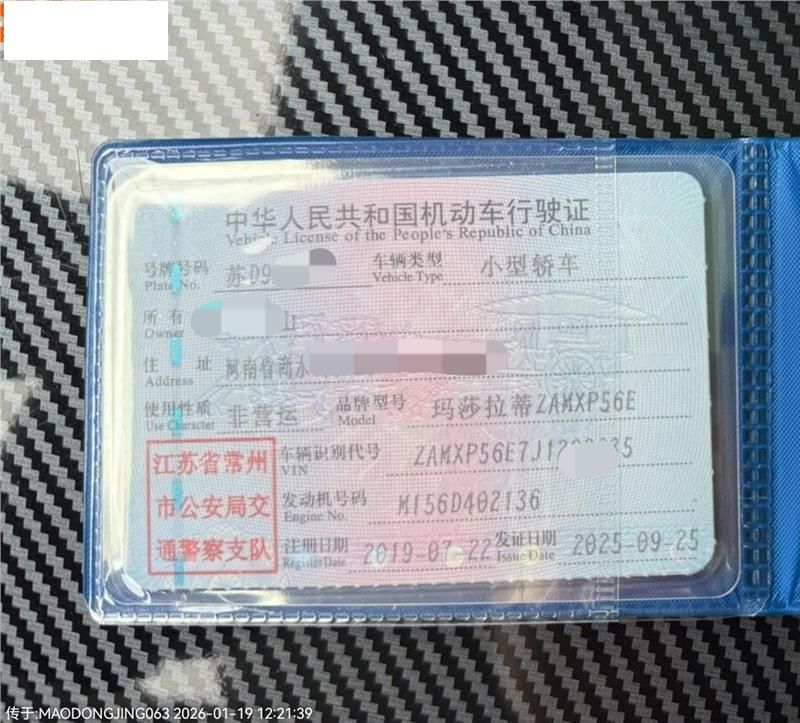 中华人民共和国机动车行驶证
Vehicle License of the People's Republic of China
号牌号码 苏D9 车辆类型 小型轿车
Plate No. Vehicle Type
所有
Owner
住 址 河南省商水
Address
使用性质 非营运 品牌型号 玛莎拉蒂ZAMXP56E
Use Character Model
江苏省常州 车辆识别代号 ZAMXP56E7J1 35
VIN
市公安局交 发动机号码 M156D402136
Engine No.
通警察支队 注册日期 2019-07-22 发证日期 2025-09-25
Register Date Issue Date
传于:MAODONGJING063 2026-01-19 12:21:39